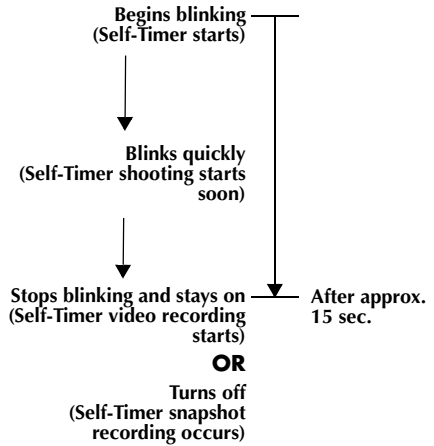 Begins blinking
(Self-Timer starts)
Blinks quickly
(Self-Timer shooting starts
soon)
Stops blinking and stays on
(Self-Timer video recording
starts)
After approx.
15 sec.
OR
Turns off
(Self-Timer snapshot
recording occurs)